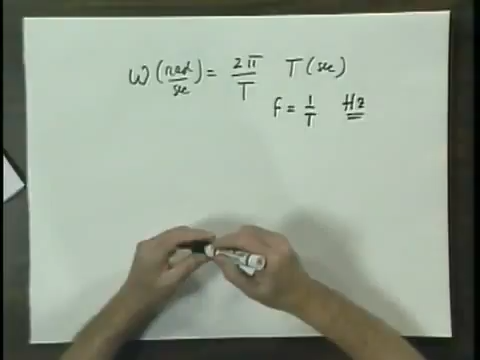 ω (rad/sec) = 2π/T T (sec)
f = 1/T Hz